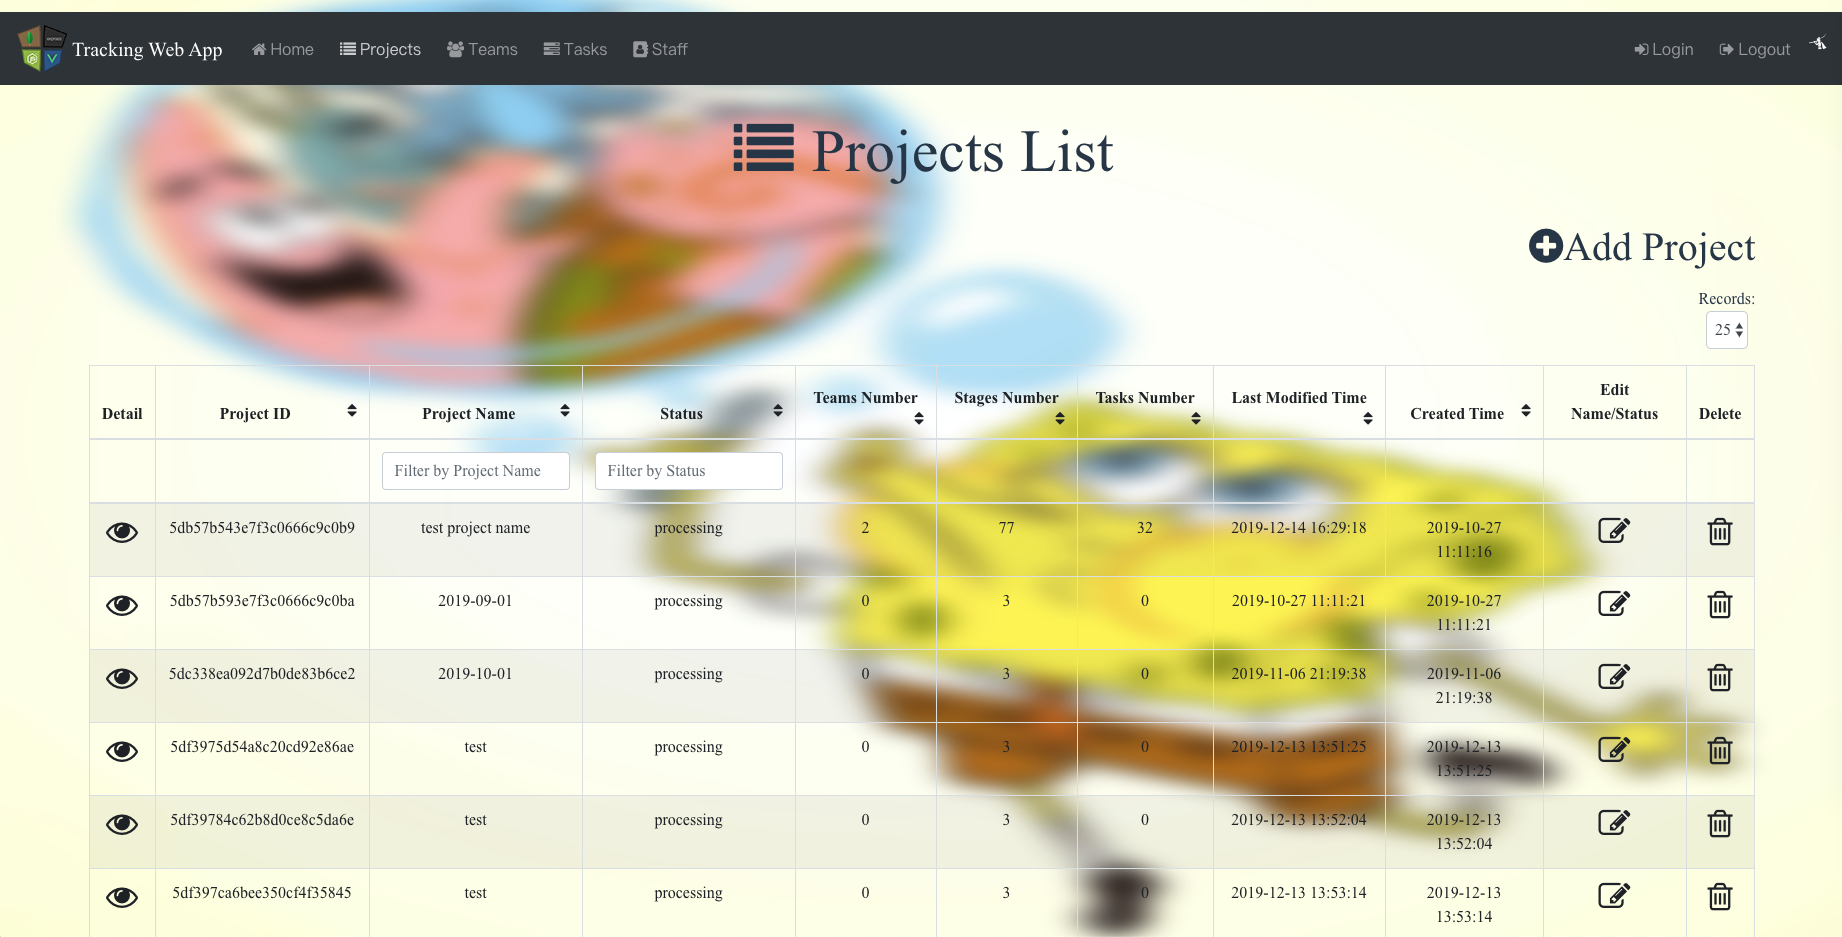 Tracking Web App Home Projects Teams Tasks Staff Login Logout
Projects List
Add Project
Records:
25
Detail Project ID Project Name Status Teams Number Stages Number Tasks Number Last Modified Time Created Time Edit Name/Status Delete
Filter by Project Name Filter by Status
5db57b543e7f3c0666c9c0b9 test project name processing 2 77 32 2019-12-14 16:29:18 2019-10-27 11:11:16
5db57b593e7f3c0666c9c0ba 2019-09-01 processing 0 3 0 2019-10-27 11:11:21 2019-10-27 11:11:21
5dc338ea092d7b0de83b6ce2 2019-10-01 processing 0 3 0 2019-11-06 21:19:38 2019-11-06 21:19:38
5df3975d54a8c20cd92e86ae test processing 0 3 0 2019-12-13 13:51:25 2019-12-13 13:51:25
5df39784c62b8d0ce8c5da6e test processing 0 3 0 2019-12-13 13:52:04 2019-12-13 13:52:04
5df397ca6bee350cf4f35845 test processing 0 3 0 2019-12-13 13:53:14 2019-12-13 13:53:14